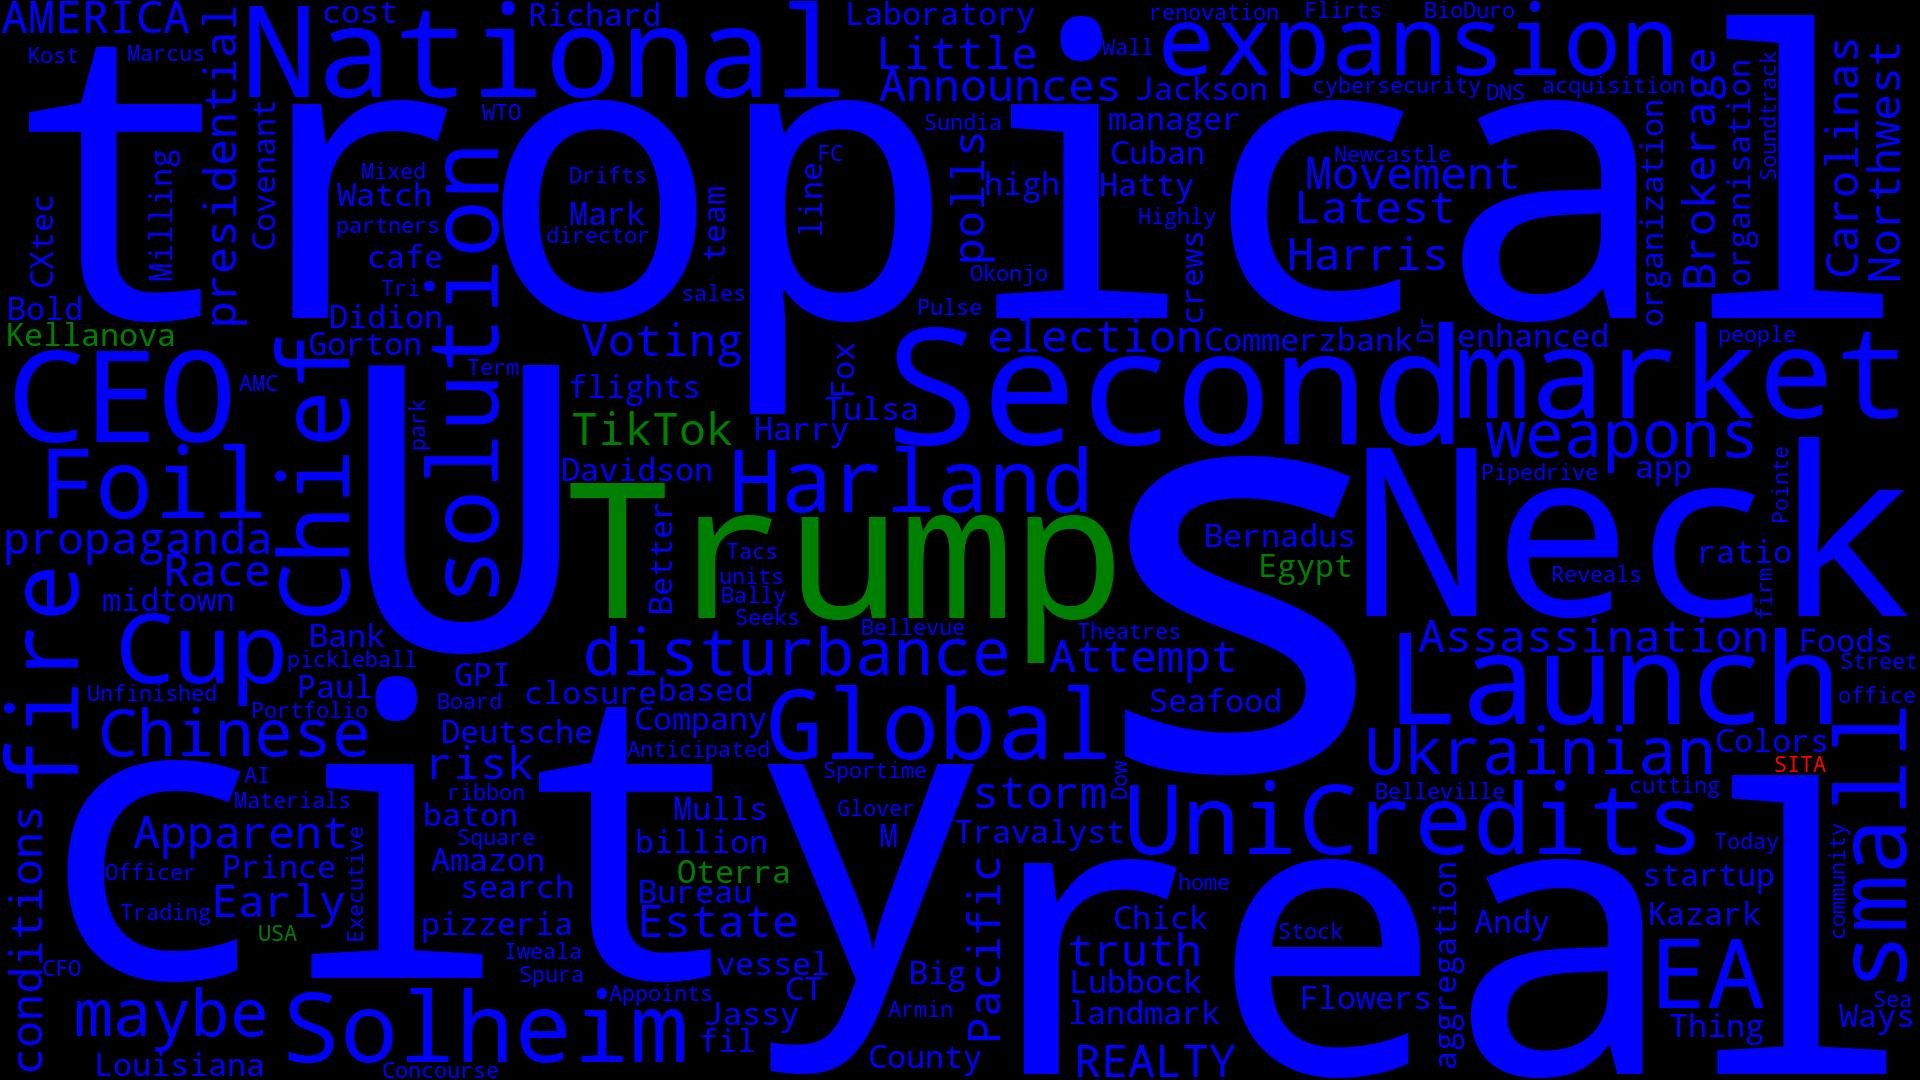 AMERICA
cost
Richard
Laboratory
renovation
Flirts
BioDuro
Kost
Marcus
National
Little
Wall
expansion
presidential
Announces
Jackson
cybersecurity
DNS
acquisition
Soundtrack
Carolinas
Northwest
Brokerage
organisation
organization
tropical
WTO
Covenant
Sundia
manager
Milling
Mixed
Watch
partners
Drifts
Mark
director
team
line
FC
polls
high
Cuban
Hatty
Highly
Newcastle
Movement
Latest
Harris
CXtec
cafe
Tri
solution
sales
Okonjo
Pulse
crews
Bold
Kellanova
Didion
Gorton
Voting
election
Commerzbank
Dr
enhanced
people
CEO
AMC
Chief
Term
park
flights
Fox
Tulsa
Second
market
TikTok
Harry
weapons
Foil
Davidson
Harland
Pipedrive
app
Pointe
U
S
Trump
Neck
propaganda
Race
Better
Tacs
units
Bally
Seeks
Bernadus
Egypt
ratio
Reveals
firm
midtown
fire
Cup
Bank
pickleball
Bellevue
Theatres
disturbance
Attempt
Assassination
Foods
Street
Launch
office
Unfinished
Paul
Portfolio
GPI
Board
closure
based
Seafood
Chinese
Deutsche
Company
Anticipated
Global
Ukrainian
Colors
SITA
small
risk
city
AI
Materials
ribbon
baton
Sportime
Glover
storm
Dow
Belleville
cutting
Apparent
Square
Mulls
billion
M
Travalyst
UniCredits
Today
Officer
Prince
Executive
Amazon
search
Oterra
Bureau
real
home
startup
community
conditions
Trading
Early
USA
pizzeria
Estate
Pacific
Chick
Stock
aggregation
Andy
Kazark
CFO
Iweala
Spura
vessel
CT
Big
truth
Lubbock
EA
maybe
Solheim
Appoints
Jassy
fil
Armin
landmark
Flowers
Sea
Ways
Thing
Louisiana
Concourse
County
REALTY